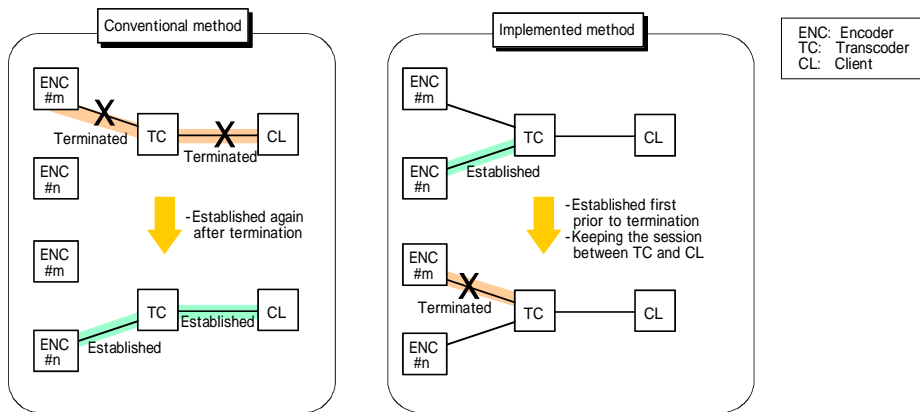 Conventional method
ENC
#m
Terminated
TC
Terminated
CL
ENC
#n
-Established again
after termination
ENC
#m
TC
Established
CL
ENC
#n
Established
Implemented method
ENC
#m
TC
CL
ENC
#n
Established
-Established first
prior to termination
-Keeping the session
between TC and CL
ENC
#m
Terminated
TC
CL
ENC
#n
ENC: Encoder
TC: Transcoder
CL: Client